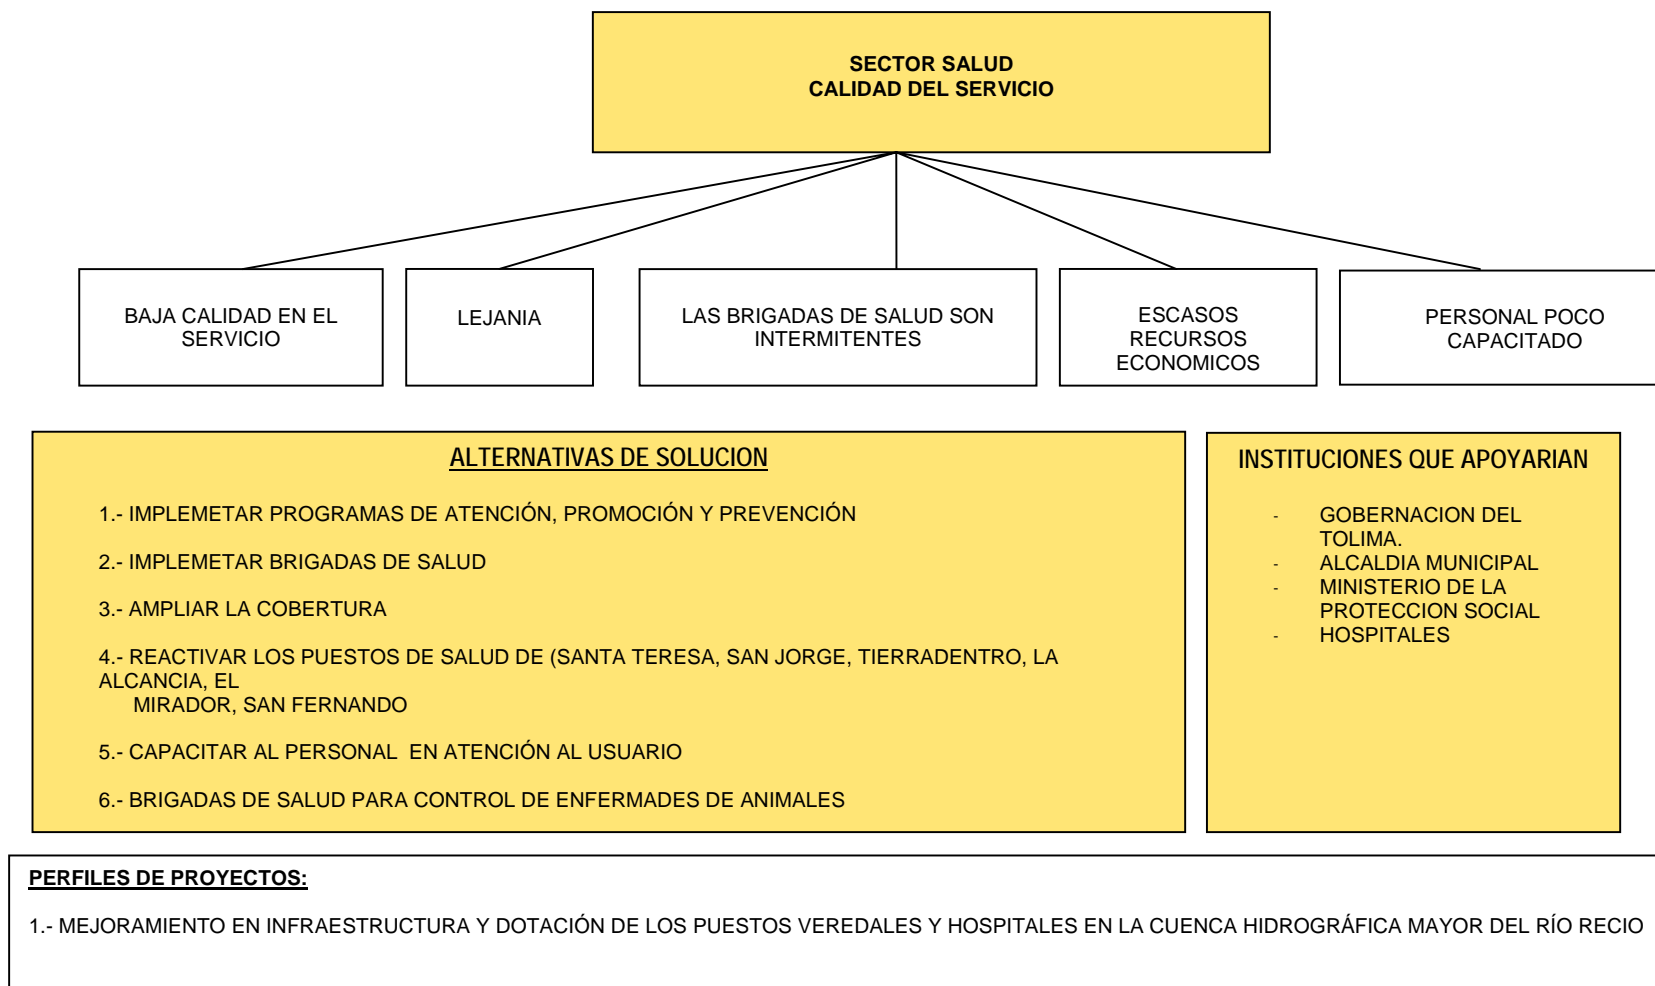 SECTOR SALUD
CALIDAD DEL SERVICIO
BAJA CALIDAD EN EL
SERVICIO
LEJANIA
LAS BRIGADAS DE SALUD SON
INTERMITENTES
ESCASOS
RECURSOS
ECONOMICOS
PERSONAL POCO
CAPACITADO
ALTERNATIVAS DE SOLUCION
1.- IMPLEMETAR PROGRAMAS DE ATENCIÓN, PROMOCIÓN Y PREVENCIÓN
2.- IMPLEMETAR BRIGADAS DE SALUD
3.- AMPLIAR LA COBERTURA
4.- REACTIVAR LOS PUESTOS DE SALUD DE (SANTA TERESA, SAN JORGE, TIERRADENTRO, LA
ALCANCIA, EL
MIRADOR, SAN FERNANDO
5.- CAPACITAR AL PERSONAL  EN ATENCIÓN AL USUARIO
6.- BRIGADAS DE SALUD PARA CONTROL DE ENFERMADES DE ANIMALES
INSTITUCIONES QUE APOYARIAN
- GOBERNACION DEL
TOLIMA.
- ALCALDIA MUNICIPAL
- MINISTERIO DE LA
PROTECCION SOCIAL
- HOSPITALES
PERFILES DE PROYECTOS:
1.- MEJORAMIENTO EN INFRAESTRUCTURA Y DOTACIÓN DE LOS PUESTOS VEREDALES Y HOSPITALES EN LA CUENCA HIDROGRÁFICA MAYOR DEL RÍO RECIO